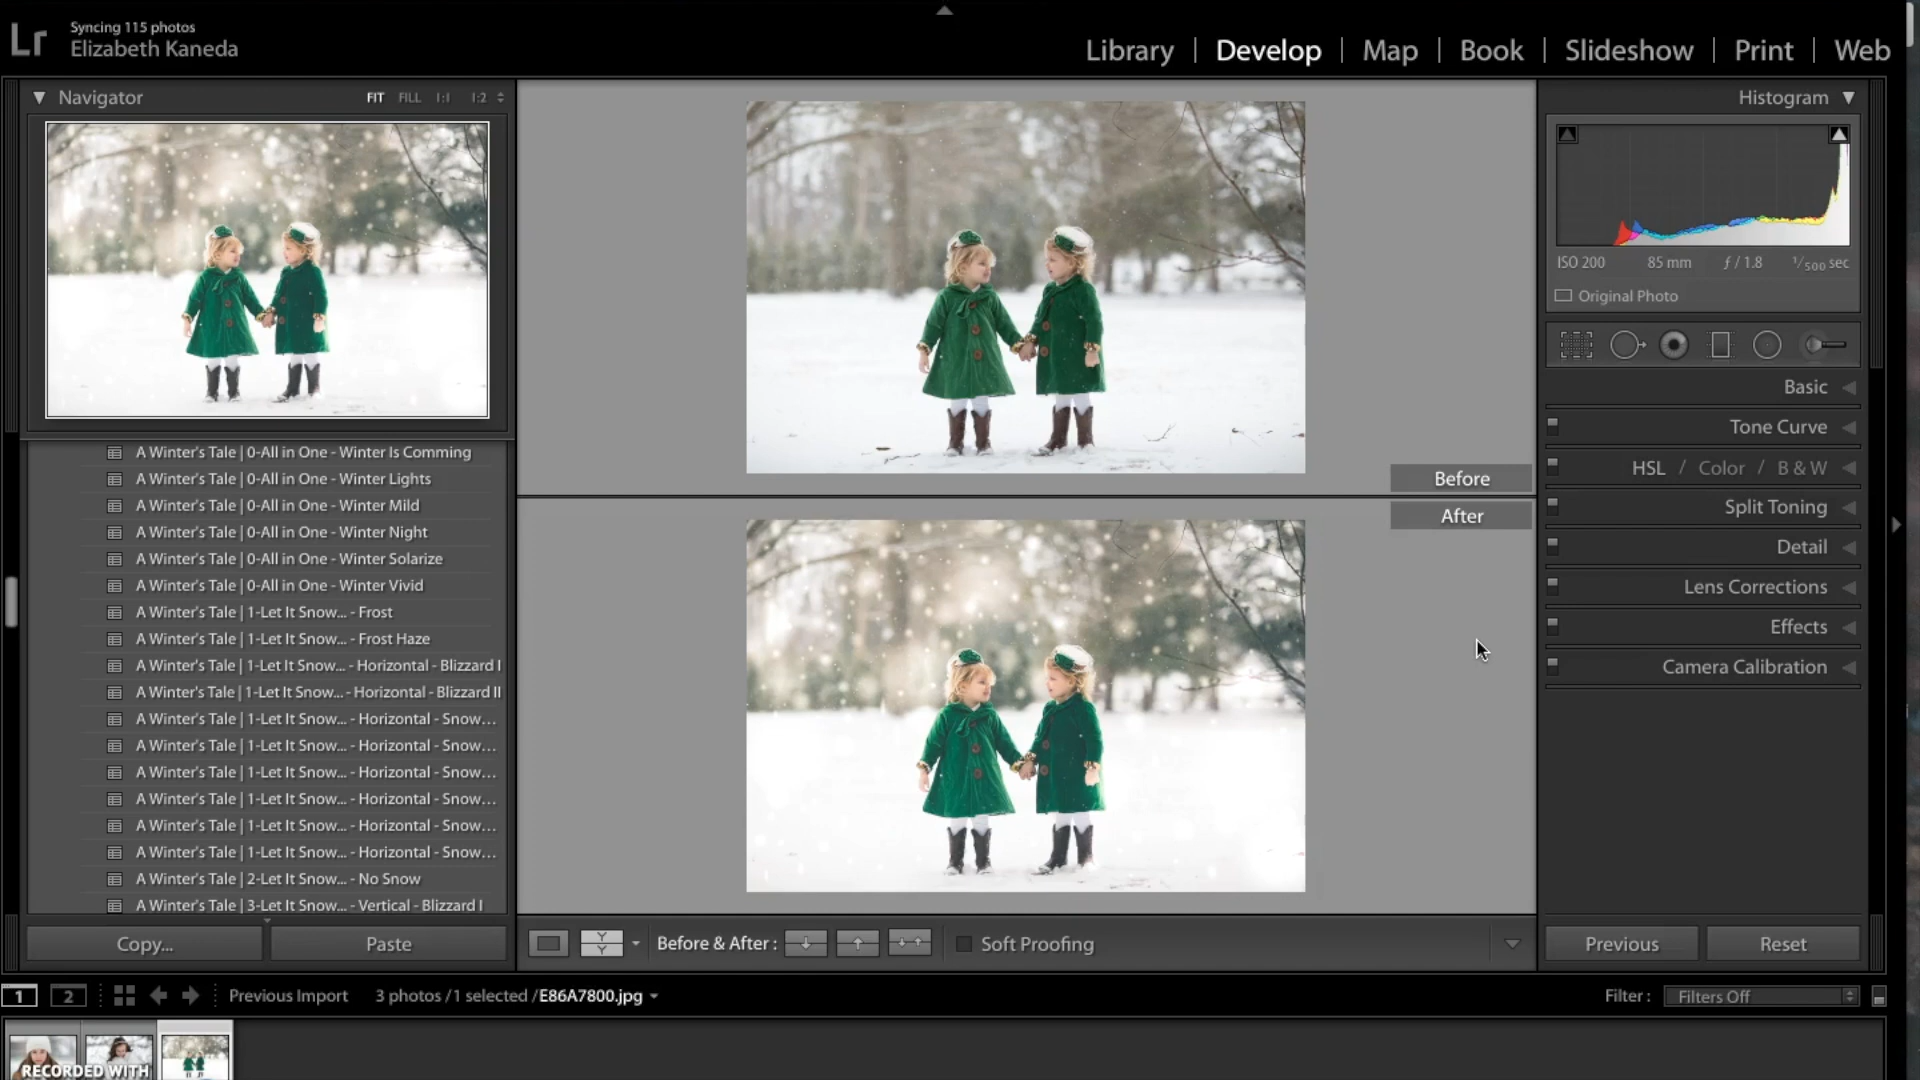 Lr
Syncing 115 photos
Elizabeth Kaneda
Library | Develop | Map | Book | Slideshow | Print | Web
Navigator
FIT FILL 1:1 1:2
Histogram
ISO 200 85 mm ƒ / 1.8 1/500 sec
Original Photo
Basic
Tone Curve
HSL / Color / B & W
Split Toning
Detail
Lens Corrections
Effects
Camera Calibration
A Winter's Tale | 0-All in One - Winter Is Comming
A Winter's Tale | 0-All in One - Winter Lights
A Winter's Tale | 0-All in One - Winter Mild
A Winter's Tale | 0-All in One - Winter Night
A Winter's Tale | 0-All in One - Winter Solarize
A Winter's Tale | 0-All in One - Winter Vivid
A Winter's Tale | 1-Let It Snow... - Frost
A Winter's Tale | 1-Let It Snow... - Frost Haze
A Winter's Tale | 1-Let It Snow... - Horizontal - Blizzard I
A Winter's Tale | 1-Let It Snow... - Horizontal - Blizzard II
A Winter's Tale | 1-Let It Snow... - Horizontal - Snow...
A Winter's Tale | 1-Let It Snow... - Horizontal - Snow...
A Winter's Tale | 1-Let It Snow... - Horizontal - Snow...
A Winter's Tale | 1-Let It Snow... - Horizontal - Snow...
A Winter's Tale | 1-Let It Snow... - Horizontal - Snow...
A Winter's Tale | 1-Let It Snow... - Horizontal - Snow...
A Winter's Tale | 2-Let It Snow... - No Snow
A Winter's Tale | 3-Let It Snow... - Vertical - Blizzard I
Before
After
Copy... Paste
Y Y
Before & After :
Soft Proofing
Previous Reset
1 2
Previous Import 3 photos / 1 selected / E86A7800.jpg
Filter : Filters Off
RECORDED WITH